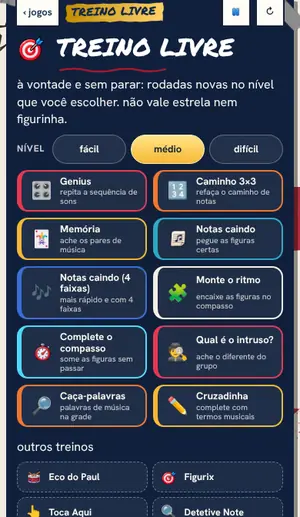 ‹ jogos
TREINO LIVRE
TREINO LIVRE
à vontade e sem parar: rodadas novas no nível
que você escolher. não vale estrela nem
figurinha.
NÍVEL
fácil
médio
difícil
Genius
repita a sequência de
sons
Caminho 3×3
refaça o caminho de
notas
Memória
ache os pares de
música
Notas caindo
pegue as figuras
certas
Notas caindo (4
faixas)
mais rápido e com 4
faixas
Monte o ritmo
encaixe as figuras no
compasso
Complete o
compasso
some as figuras sem
passar
Qual é o intruso?
ache o diferente do
grupo
Caça-palavras
palavras de música
na grade
Cruzadinha
complete com
termos musicais
outros treinos
Eco do Paul
Figurix
Toca Aqui
Detetive Note